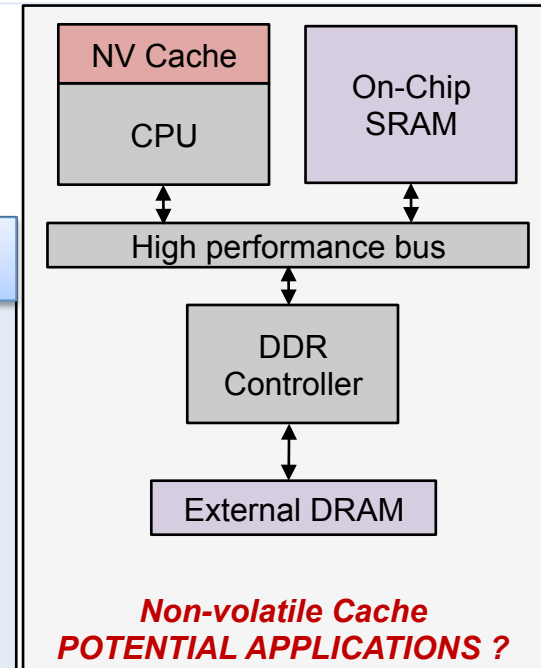 NV Cache
CPU
On-Chip
SRAM
High performance bus
DDR
Controller
External DRAM
Non-volatile Cache
POTENTIAL APPLICATIONS ?